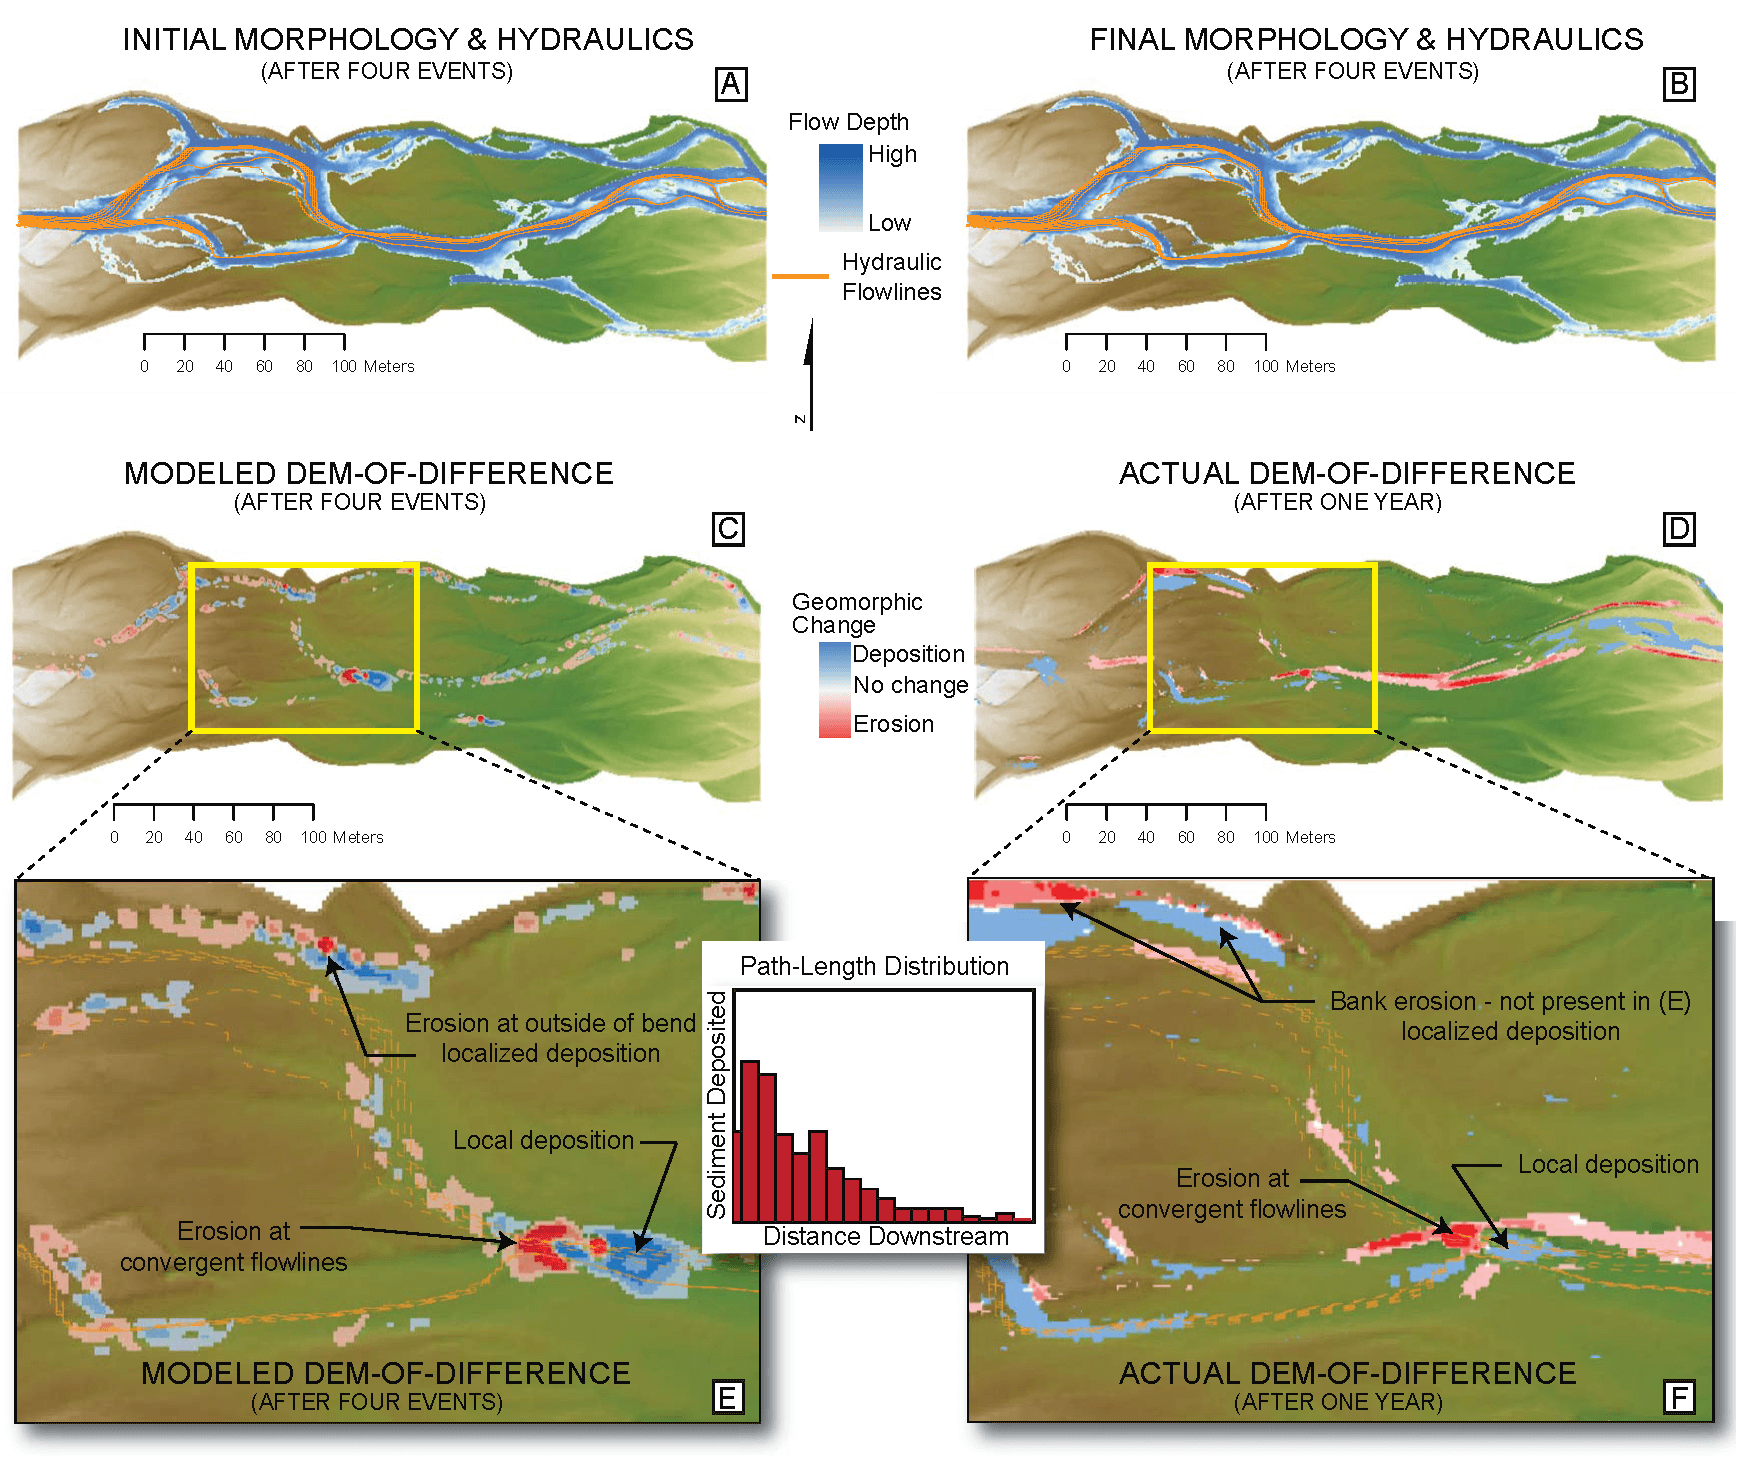 INITIAL MORPHOLOGY & HYDRAULICS
(AFTER FOUR EVENTS)
A
FINAL MORPHOLOGY & HYDRAULICS
(AFTER FOUR EVENTS)
B
Flow Depth
High
Low
Hydraulic
Flowlines
0 20 40 60 80 100 Meters
0 20 40 60 80 100 Meters
z
MODELED DEM-OF-DIFFERENCE
(AFTER FOUR EVENTS)
C
ACTUAL DEM-OF-DIFFERENCE
(AFTER ONE YEAR)
D
Geomorphic
Change
Deposition
No change
Erosion
0 20 40 60 80 100 Meters
0 20 40 60 80 100 Meters
Erosion at outside of bend
localized deposition
Local deposition
Erosion at
convergent flowlines
MODELED DEM-OF-DIFFERENCE
(AFTER FOUR EVENTS)
E
Path-Length Distribution
Sediment Deposited
Distance Downstream
Bank erosion - not present in (E)
localized deposition
Local deposition
Erosion at
convergent flowlines
ACTUAL DEM-OF-DIFFERENCE
(AFTER ONE YEAR)
F